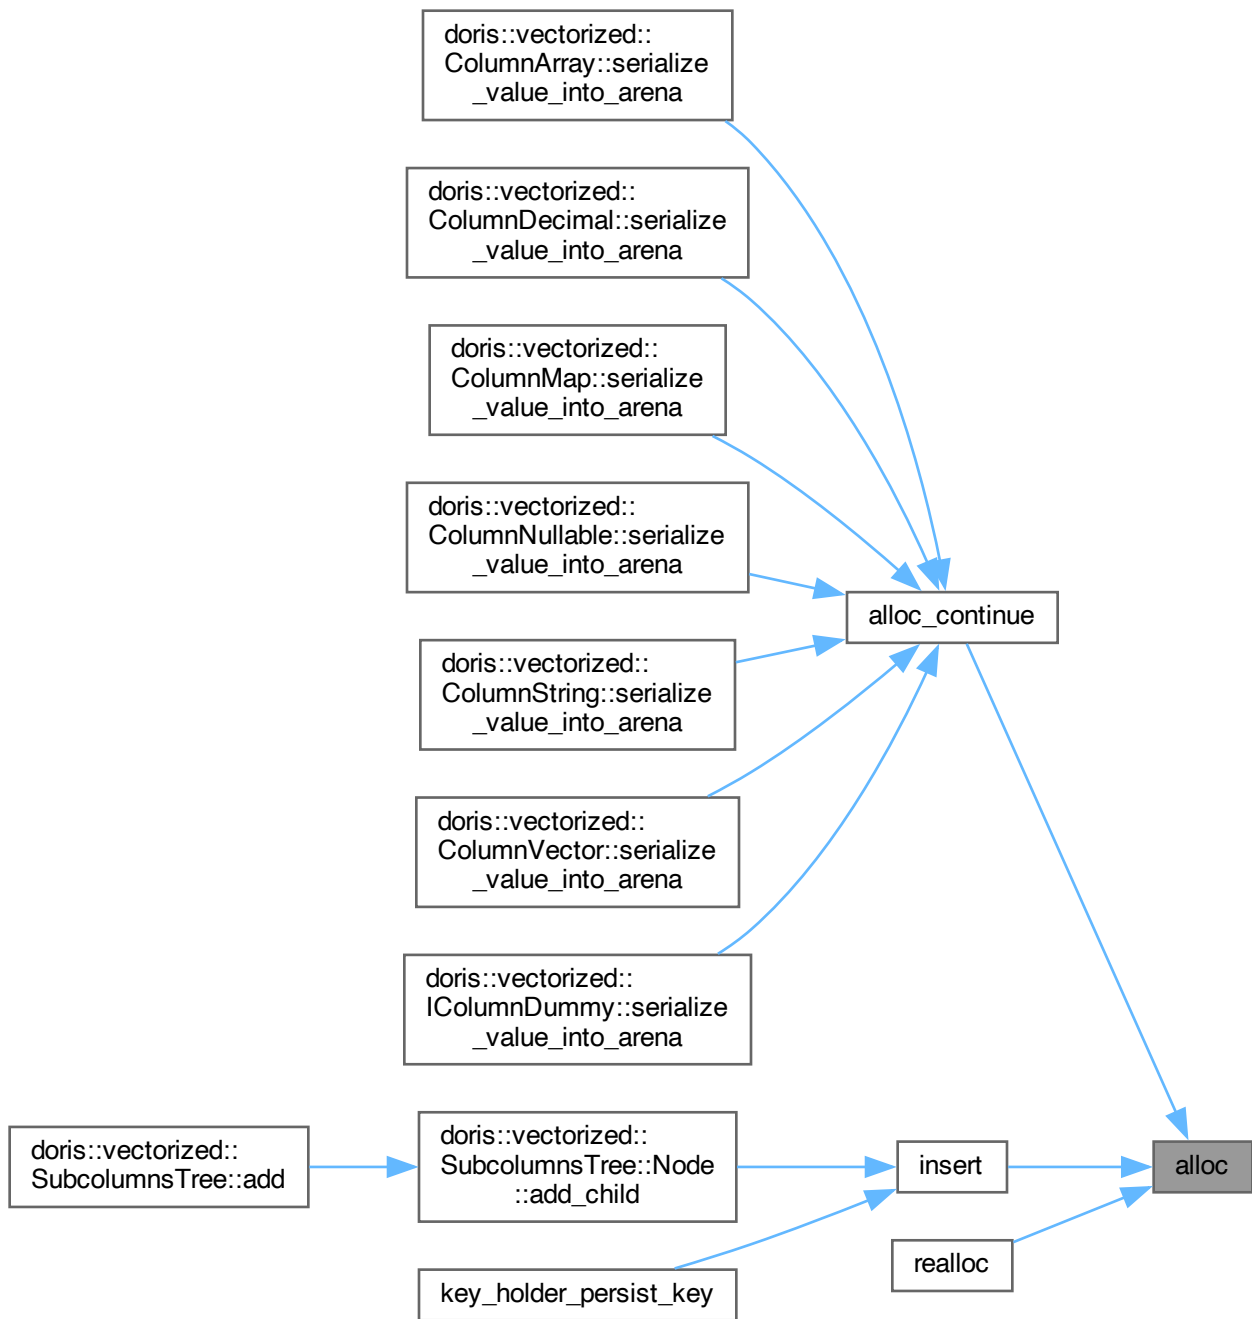 doris::vectorized::
ColumnArray::serialize
_value_into_arena
doris::vectorized::
ColumnDecimal::serialize
_value_into_arena
doris::vectorized::
ColumnMap::serialize
_value_into_arena
doris::vectorized::
ColumnNullable::serialize
_value_into_arena
alloc_continue
doris::vectorized::
ColumnString::serialize
_value_into_arena
doris::vectorized::
ColumnVector::serialize
_value_into_arena
doris::vectorized::
IColumnDummy::serialize
_value_into_arena
doris::vectorized::
SubcolumnsTree::add
doris::vectorized::
SubcolumnsTree::Node
::add_child
insert
alloc
realloc
key_holder_persist_key